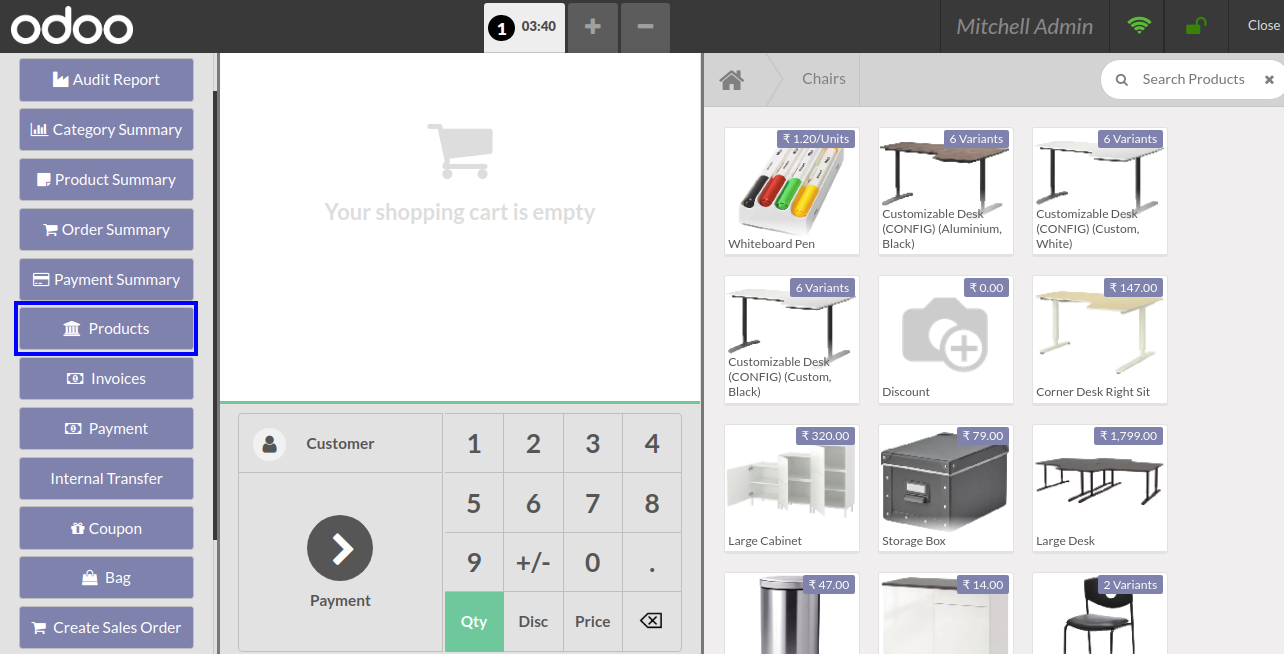 odoo
1 03:40 + −
Mitchell Admin
Close
Audit Report
Category Summary
Product Summary
Order Summary
Payment Summary
Products
Invoices
Payment
Internal Transfer
Coupon
Bag
Create Sales Order
Your shopping cart is empty
Customer
Payment
1 2 3 4
5 6 7 8
9 +/- 0 .
Qty Disc Price
Chairs
Search Products
₹ 1.20/Units
Whiteboard Pen
6 Variants
Customizable Desk
(CONFIG) (Aluminium,
Black)
6 Variants
Customizable Desk
(CONFIG) (Custom,
White)
6 Variants
Customizable Desk
(CONFIG) (Custom,
Black)
₹ 0.00
Discount
₹ 147.00
Corner Desk Right Sit
₹ 320.00
Large Cabinet
₹ 79.00
Storage Box
₹ 1,799.00
Large Desk
₹ 47.00
₹ 14.00
2 Variants